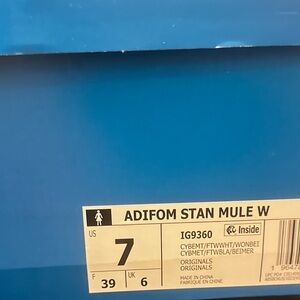 ADIFOM STAN MULE W
US
7
F
39
UK
6
IG9360
Inside
CYBEMT/FTWWHT/WONBEI
CYBMET/FTWBLA/BEIMER
ORIGINALS
ORIGINALS
MADE IN CHINA
FABRIQUE EN CHINE